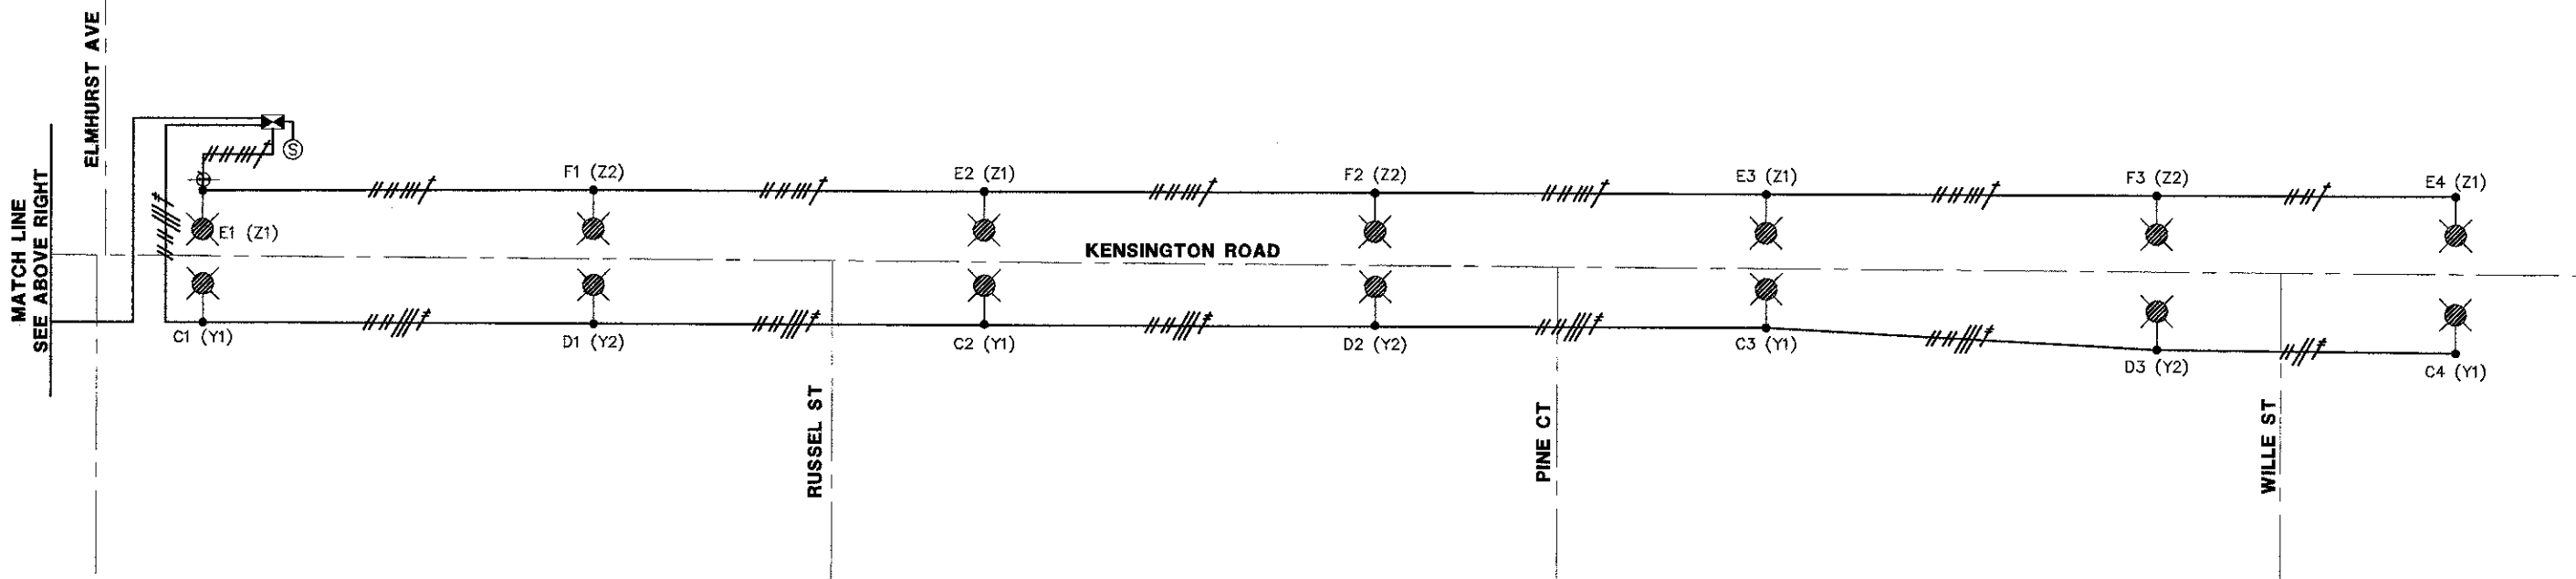 ELMHURST AVE
MATCH LINE
SEE ABOVE RIGHT
S
E1 (Z1)
F1 (Z2)
E2 (Z1)
F2 (Z2)
E3 (Z1)
F3 (Z2)
E4 (Z1)
KENSINGTON ROAD
C1 (Y1)
D1 (Y2)
C2 (Y1)
D2 (Y2)
C3 (Y1)
D3 (Y2)
C4 (Y1)
RUSSEL ST
PINE CT
WILLE ST